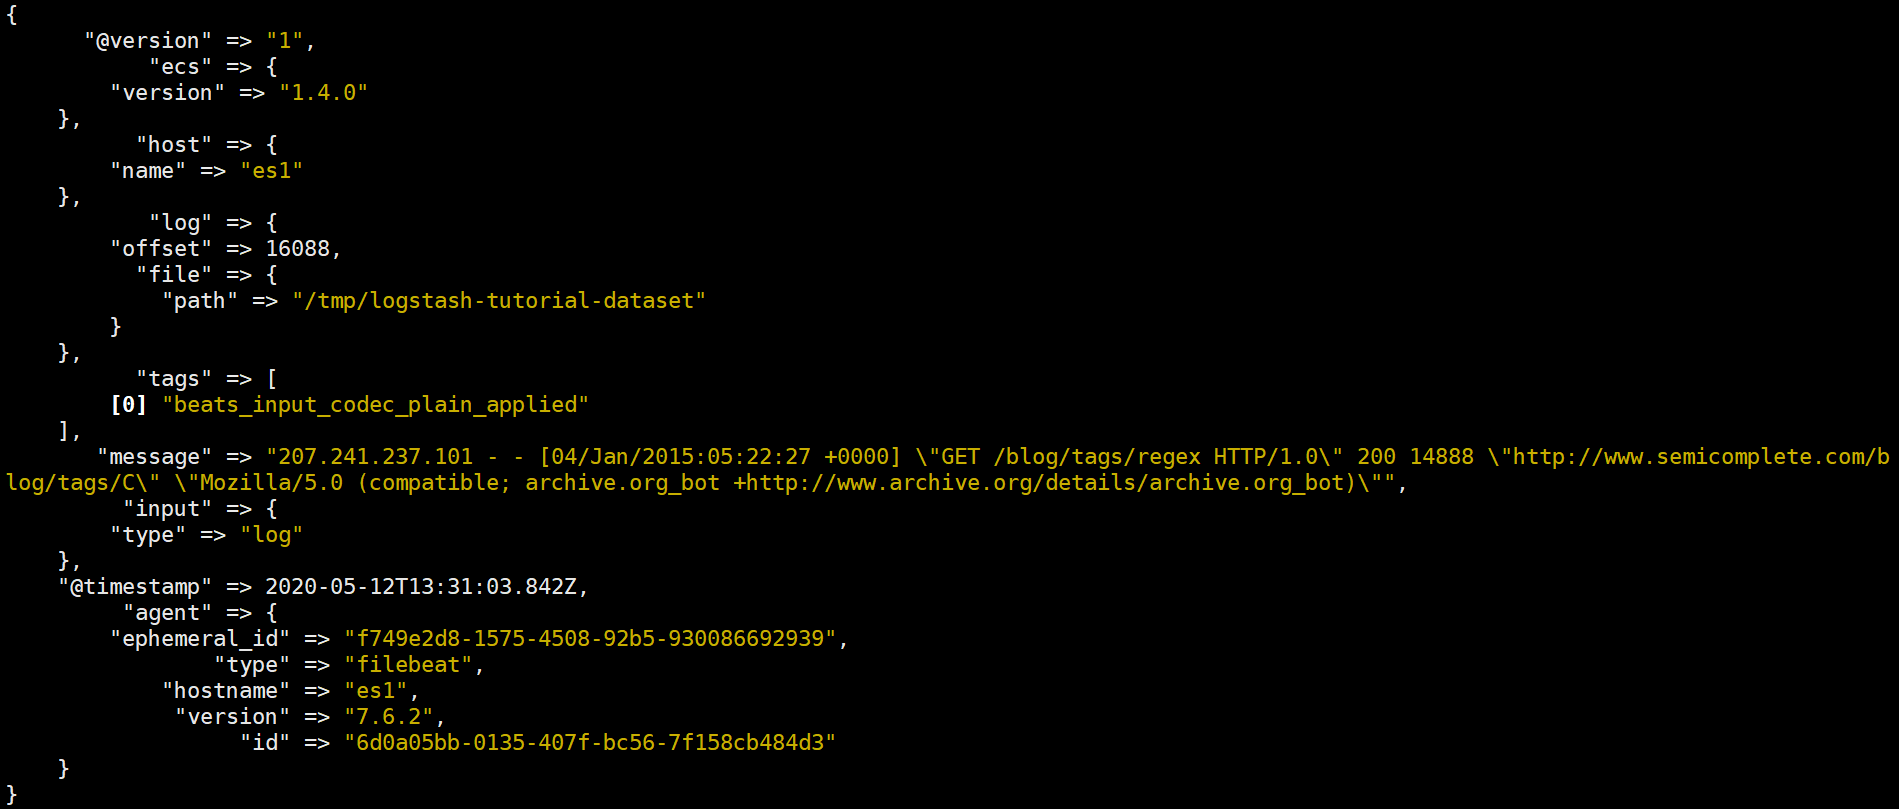 {
      "@version" => "1",
           "ecs" => {
        "version" => "1.4.0"
    },
          "host" => {
        "name" => "es1"
    },
           "log" => {
        "offset" => 16088,
          "file" => {
            "path" => "/tmp/logstash-tutorial-dataset"
        }
    },
          "tags" => [
        [0] "beats_input_codec_plain_applied"
    ],
       "message" => "207.241.237.101 - - [04/Jan/2015:05:22:27 +0000] \"GET /blog/tags/regex HTTP/1.0\" 200 14888 \"http://www.semicomplete.com/b
log/tags/C\" \"Mozilla/5.0 (compatible; archive.org_bot +http://www.archive.org/details/archive.org_bot)\"",
         "input" => {
        "type" => "log"
    },
    "@timestamp" => 2020-05-12T13:31:03.842Z,
         "agent" => {
        "ephemeral_id" => "f749e2d8-1575-4508-92b5-930086692939",
                "type" => "filebeat",
            "hostname" => "es1",
             "version" => "7.6.2",
                  "id" => "6d0a05bb-0135-407f-bc56-7f158cb484d3"
    }
}